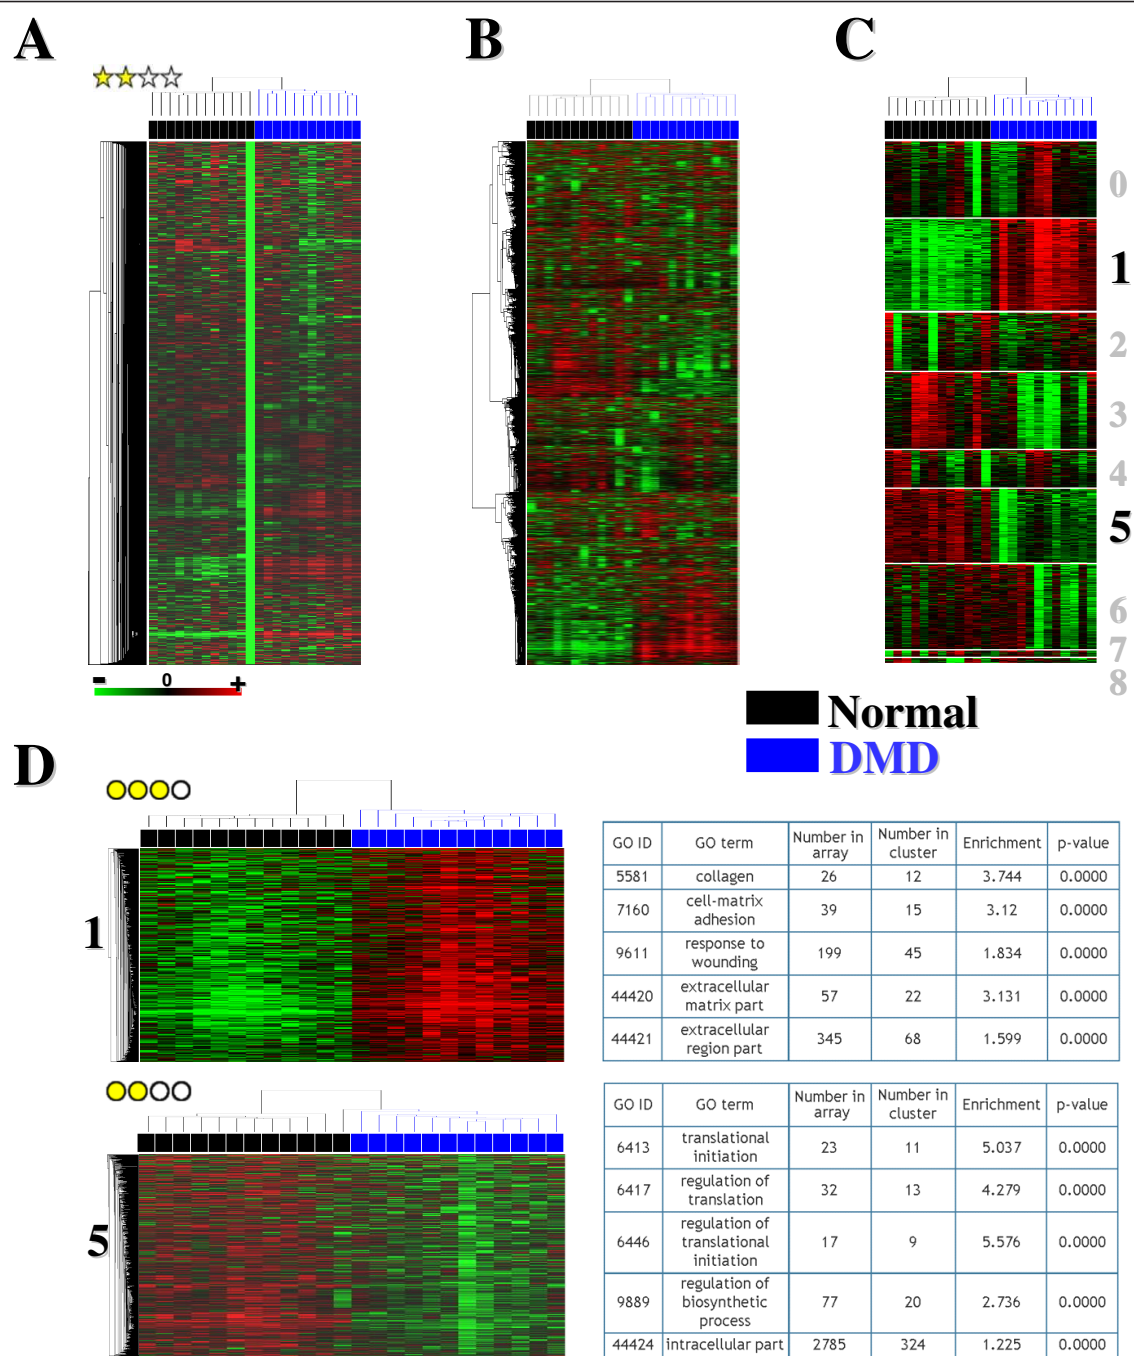 A
B
C
0
1
2
3
4
5
6
7
8
- 0 +
Normal
DMD
D
1
GO ID GO term Number in array Number in cluster Enrichment p-value
5581 collagen 26 12 3.744 0.0000
7160 cell-matrix adhesion 39 15 3.12 0.0000
9611 response to wounding 199 45 1.834 0.0000
44420 extracellular matrix part 57 22 3.131 0.0000
44421 extracellular region part 345 68 1.599 0.0000
5
GO ID GO term Number in array Number in cluster Enrichment p-value
6413 translational initiation 23 11 5.037 0.0000
6417 regulation of translation 32 13 4.279 0.0000
6446 regulation of translational initiation 17 9 5.576 0.0000
9889 regulation of biosynthetic process 77 20 2.736 0.0000
44424 intracellular part 2785 324 1.225 0.0000